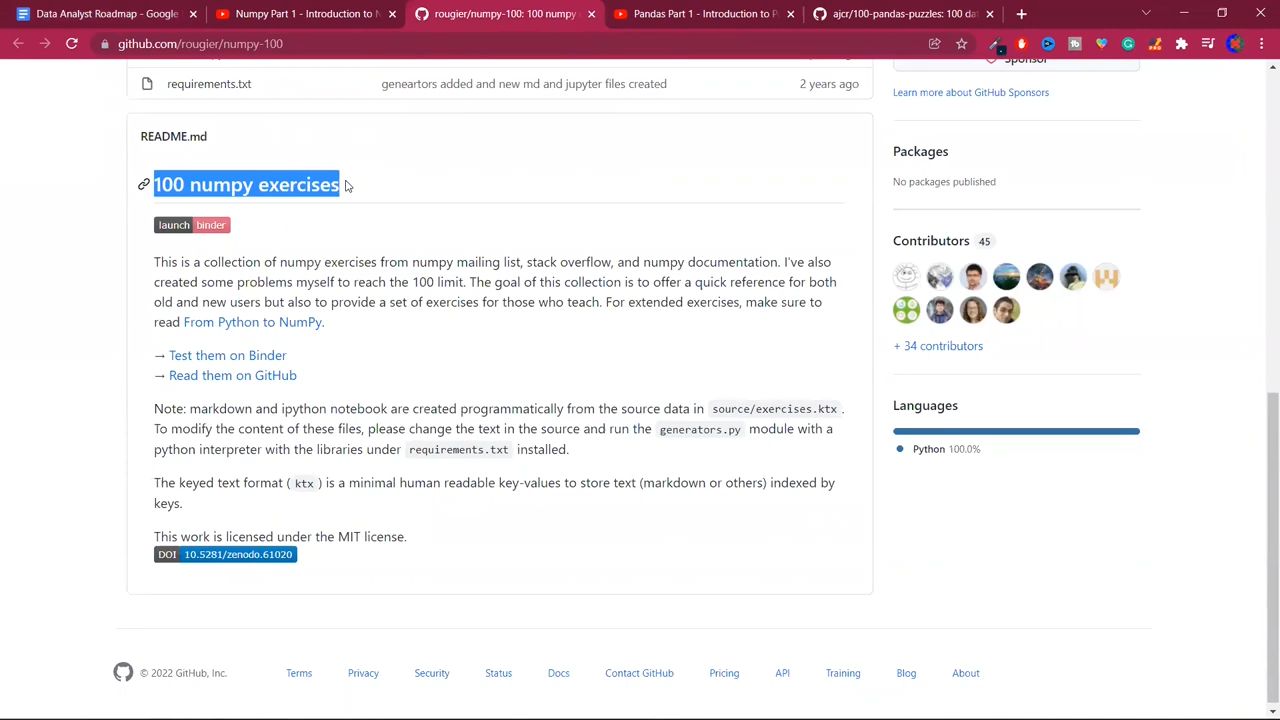 Data Analyst Roadmap - Google
Numpy Part 1 - Introduction to N
rougier/numpy-100: 100 numpy
Pandas Part 1 - Introduction to P
ajcr/100-pandas-puzzles: 100 dat
github.com/rougier/numpy-100
requirements.txt
geneartors added and new md and jupyter files created
2 years ago
Sponsor
Learn more about GitHub Sponsors
README.md
100 numpy exercises
launch binder
This is a collection of numpy exercises from numpy mailing list, stack overflow, and numpy documentation. I've also
created some problems myself to reach the 100 limit. The goal of this collection is to offer a quick reference for both
old and new users but also to provide a set of exercises for those who teach. For extended exercises, make sure to
read From Python to NumPy.
→ Test them on Binder
→ Read them on GitHub
Note: markdown and ipython notebook are created programmatically from the source data in source/exercises.ktx .
To modify the content of these files, please change the text in the source and run the generators.py module with a
python interpreter with the libraries under requirements.txt installed.
The keyed text format ( ktx ) is a minimal human readable key-values to store text (markdown or others) indexed by
keys.
This work is licensed under the MIT license.
DOI 10.5281/zenodo.61020
Packages
No packages published
Contributors 45
+ 34 contributors
Languages
Python 100.0%
© 2022 GitHub, Inc.
Terms
Privacy
Security
Status
Docs
Contact GitHub
Pricing
API
Training
Blog
About